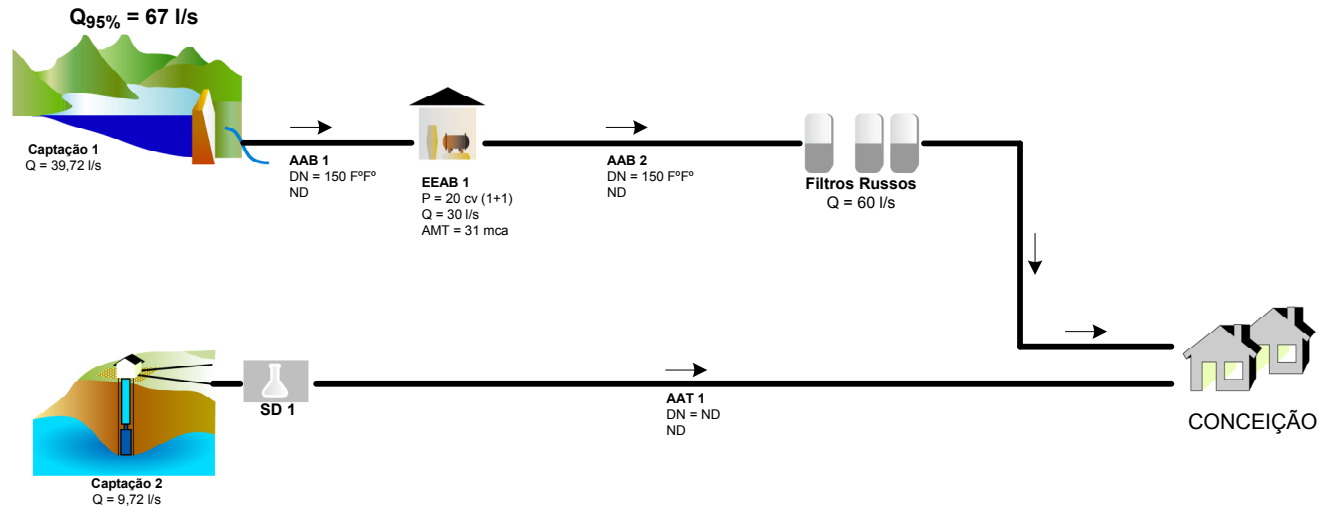 Q95% = 67 l/s
Captação 1
Q = 39,72 l/s
AAB 1
DN = 150 FºFº
ND
EEAB 1
P = 20 cv (1+1)
Q = 30 l/s
AMT = 31 mca
AAB 2
DN = 150 FºFº
ND
Filtros Russos
Q = 60 l/s
SD 1
AAT 1
DN = ND
ND
CONCEIÇÃO
Captação 2
Q = 9,72 l/s